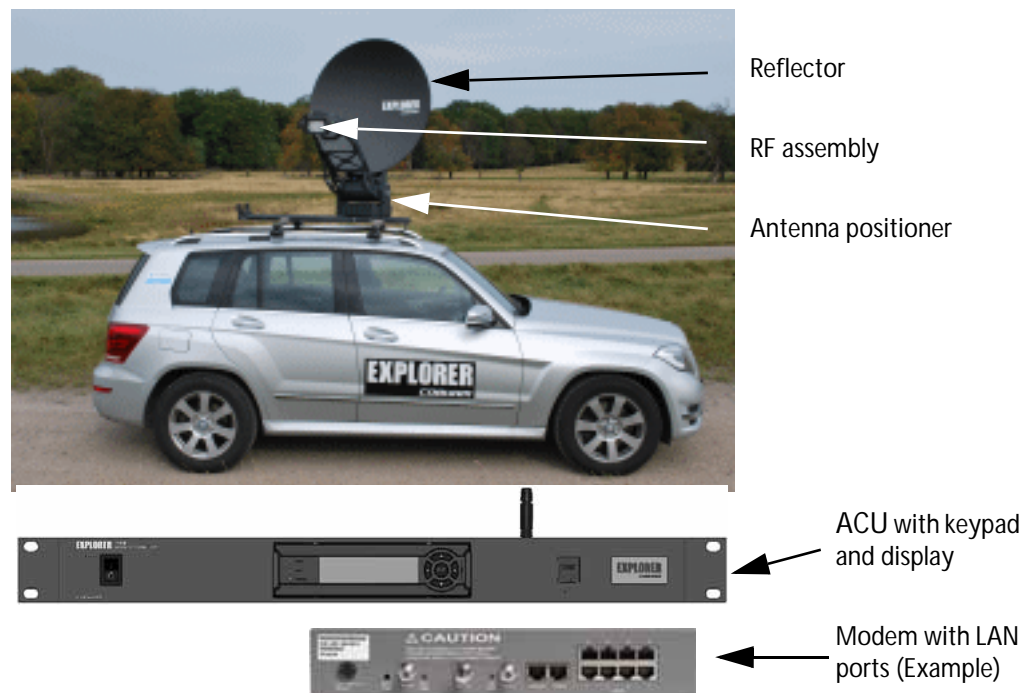 Reflector
EXPLORER
RF assembly
Antenna positioner
EXPLORER
COBHAM
ACU with keypad
and display
EXPLORER
EXPLORER
CAUTION
Modem with LAN
ports (Example)